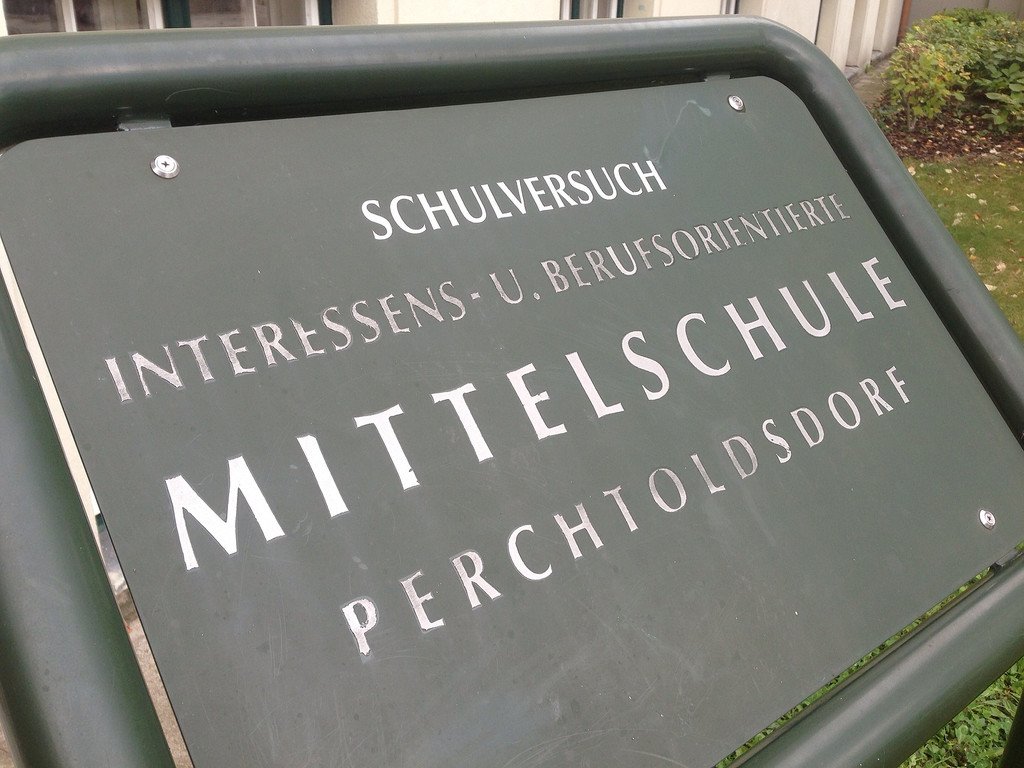 SCHULVERSUCH
INTERESSENS- U. BERUFSORIENTIERTE
MITTELSCHULE
PERCHTOLDSDORF